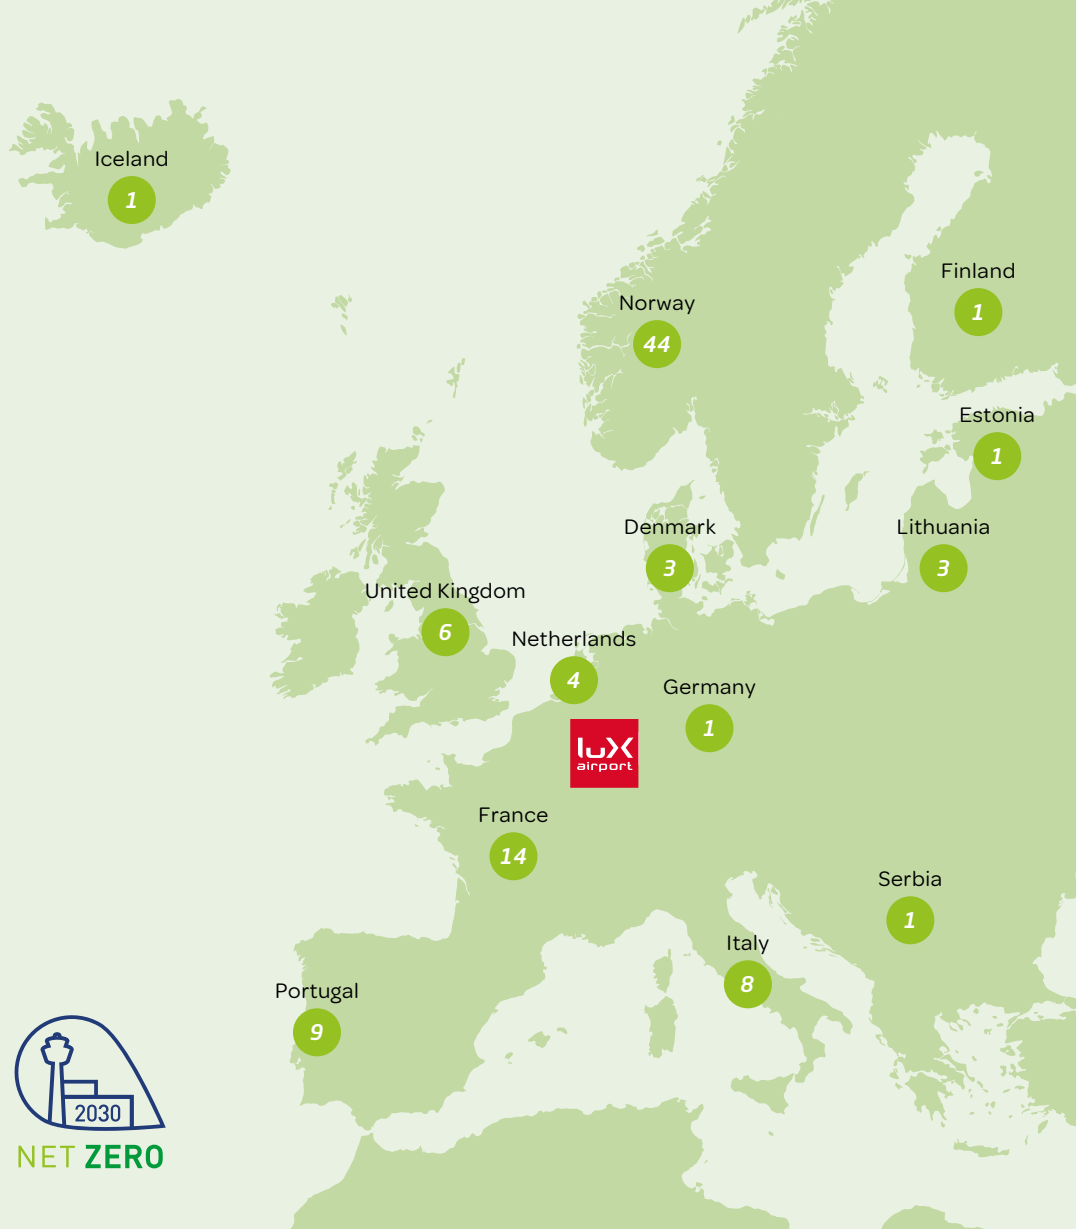 Iceland
1
Finland
1
Norway
44
Estonia
1
Denmark
3
Lithuania
3
United Kingdom
6
Netherlands
4
Germany
1
lux
airport
France
14
Serbia
1
Italy
8
Portugal
9
2030
NET ZERO